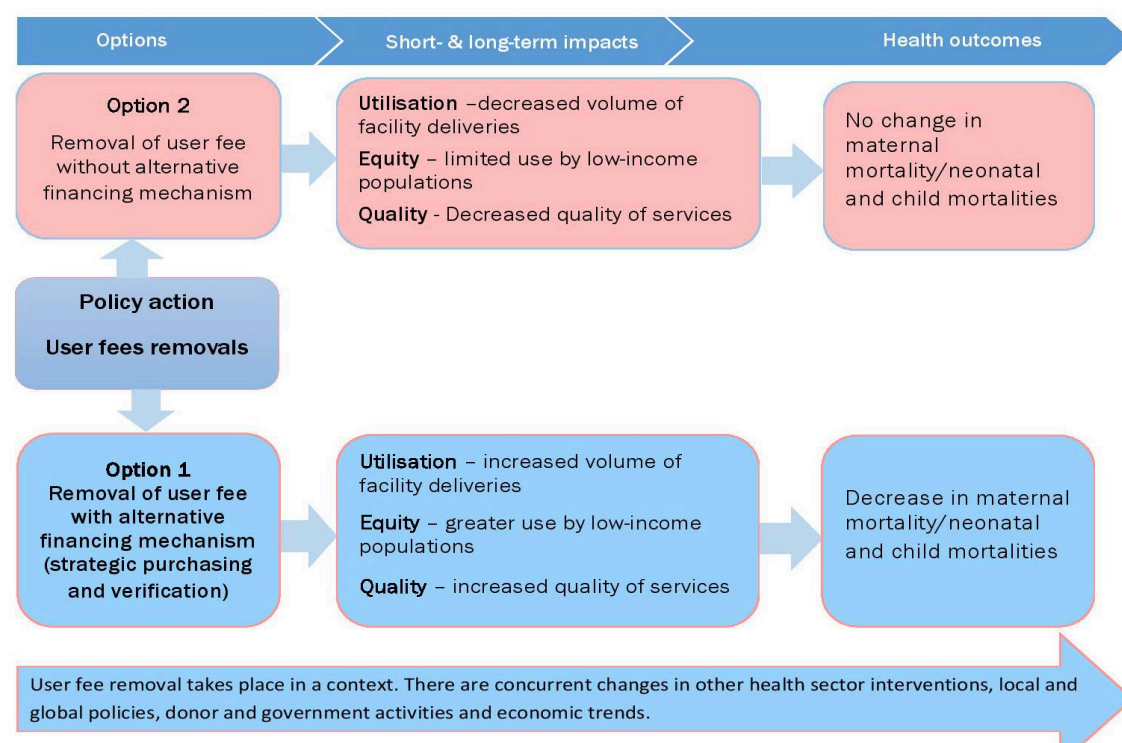 Options
Short- & long-term impacts
Health outcomes
Option 2
Removal of user fee
without alternative
financing mechanism
Utilisation –decreased volume of
facility deliveries
Equity – limited use by low-income
populations
Quality - Decreased quality of services
No change in
maternal
mortality/neonatal
and child mortalities
Policy action
User fees removals
Option 1
Removal of user fee
with alternative
financing mechanism
(strategic purchasing
and verification)
Utilisation – increased volume of
facility deliveries
Equity – greater use by low-income
populations
Quality – increased quality of services
Decrease in maternal
mortality/neonatal
and child mortalities
User fee removal takes place in a context. There are concurrent changes in other health sector interventions, local and
global policies, donor and government activities and economic trends.